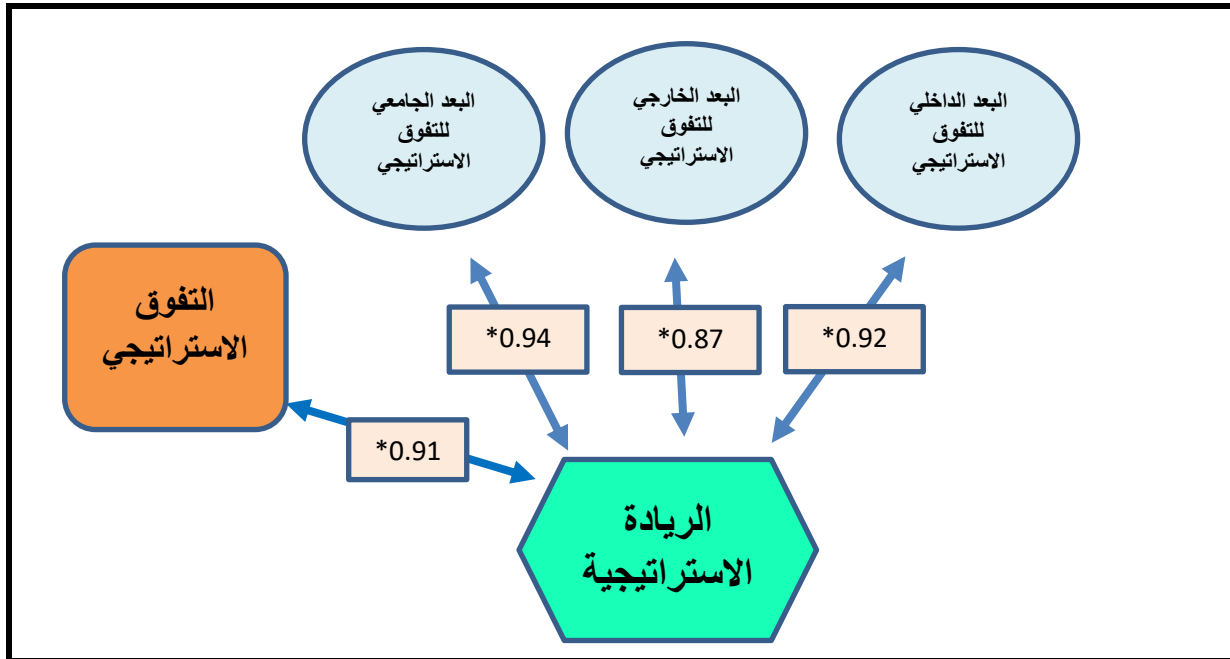 البعد الداخلي
للتفوق
الاستراتيجي
البعد الخارجي
للتفوق
الاستراتيجي
البعد الجامعي
للتفوق
الاستراتيجي
التفوق
الاستراتيجي
*0.92
*0.87
*0.94
*0.91
الريادة
الاستراتيجية